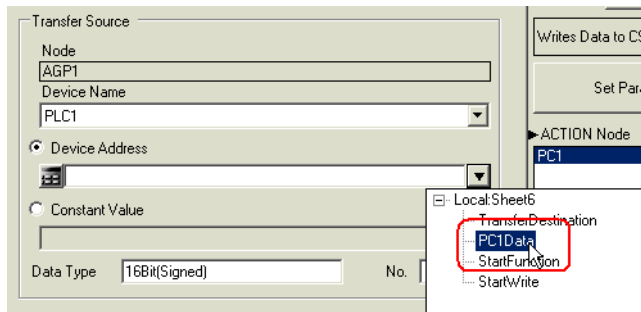 Transfer Source
Node
AGP1
Device Name
PLC1
Device Address
Constant Value
Data Type 16Bit(Signed) No.
Writes Data to CS
Set Par
ACTION Node
PC1
Local:Sheet6
TransferDestination
PC1Data
StartFunction
StartWrite